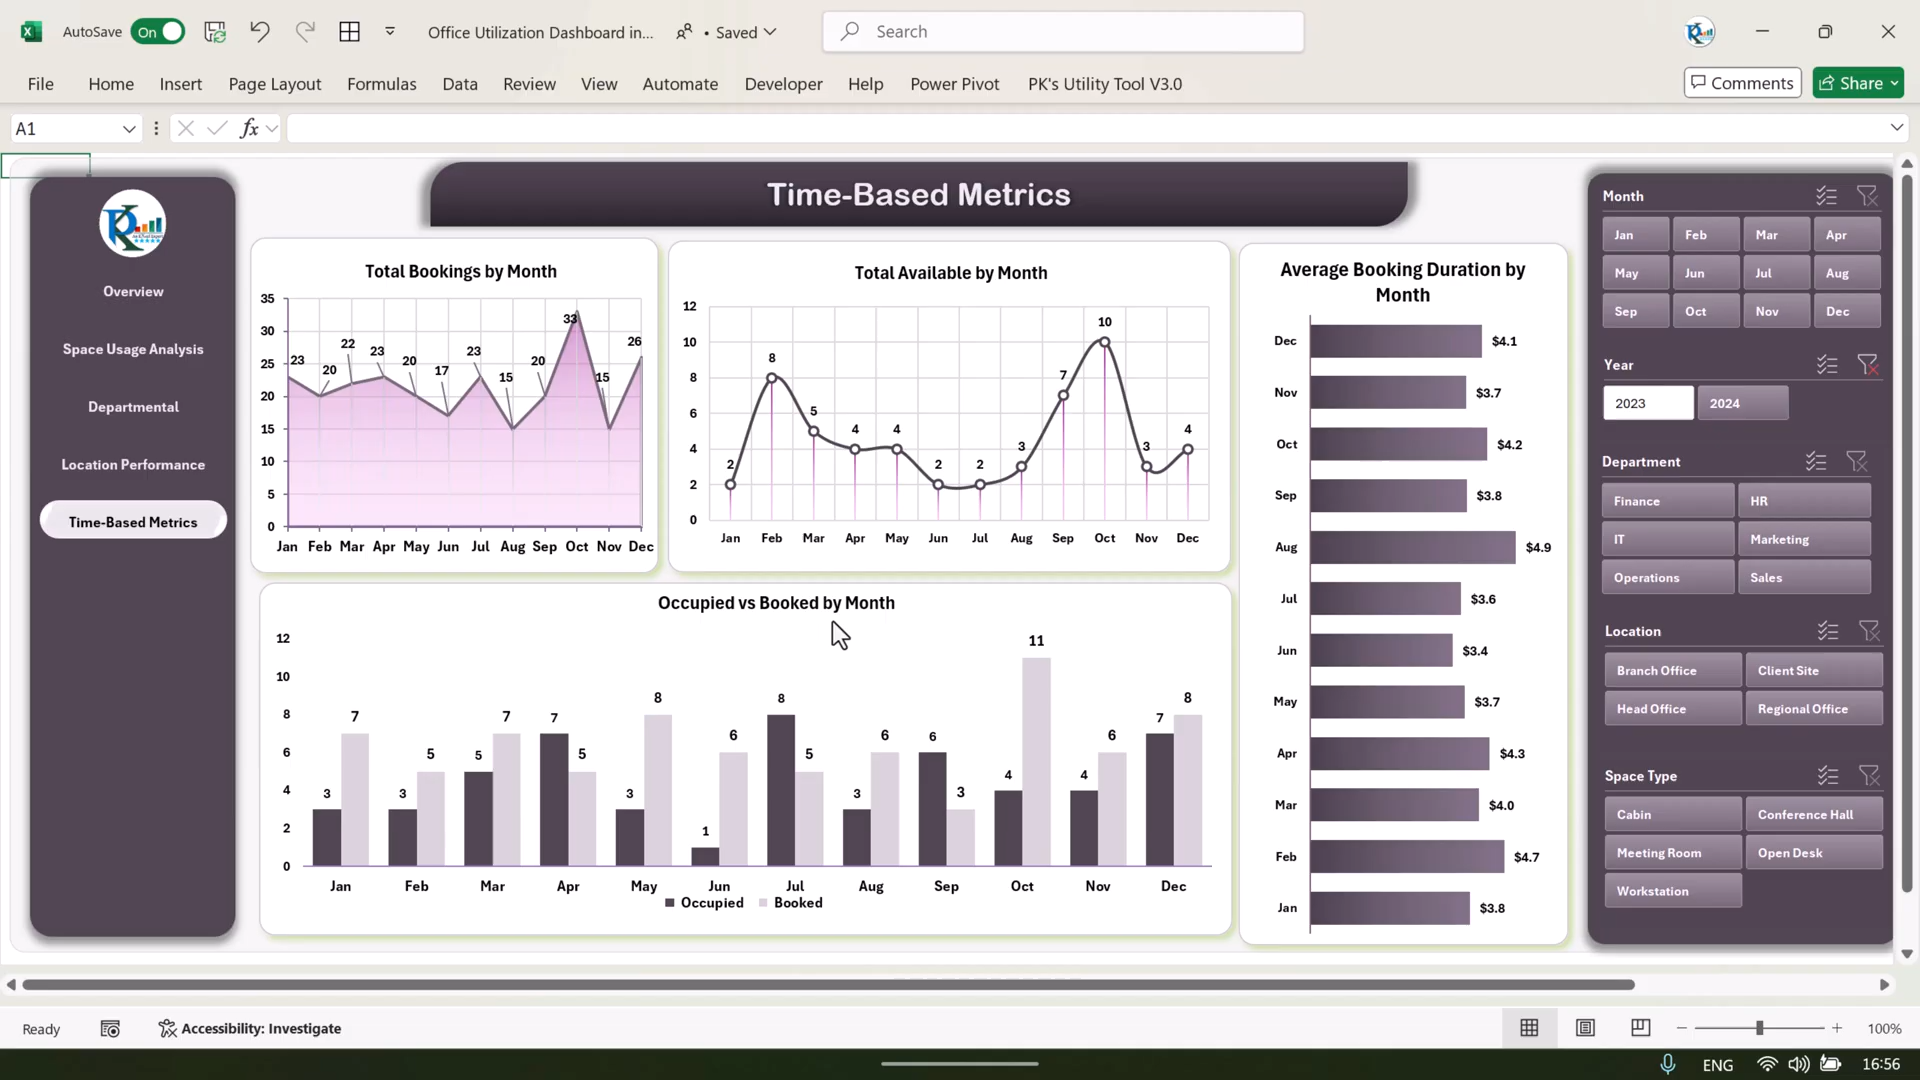 AutoSave
On
Office Utilization Dashboard in...
• Saved
Search
File
Home
Insert
Page Layout
Formulas
Data
Review
View
Automate
Developer
Help
Power Pivot
PK's Utility Tool V3.0
Comments
Share
A1
fx
Time-Based Metrics
Overview
Space Usage Analysis
Departmental
Location Performance
Time-Based Metrics
Total Bookings by Month
35
30
25
20
15
10
5
0
23
20
22
23
20
17
23
15
20
33
15
26
Jan Feb Mar Apr May Jun Jul Aug Sep Oct Nov Dec
Total Available by Month
12
10
8
6
4
2
0
2
8
5
4
4
2
2
3
7
10
3
4
Jan Feb Mar Apr May Jun Jul Aug Sep Oct Nov Dec
Occupied vs Booked by Month
12
10
8
6
4
2
0
3 7
3 5
5 7
7 5
3 8
1 6
8 5
3 6
6 3
4 11
4 6
7 8
Jan Feb Mar Apr May Jun Jul Aug Sep Oct Nov Dec
Occupied Booked
Average Booking Duration by
Month
Dec $4.1
Nov $3.7
Oct $4.2
Sep $3.8
Aug $4.9
Jul $3.6
Jun $3.4
May $3.7
Apr $4.3
Mar $4.0
Feb $4.7
Jan $3.8
Month
Jan Feb Mar Apr
May Jun Jul Aug
Sep Oct Nov Dec
Year
2023 2024
Department
Finance HR
IT Marketing
Operations Sales
Location
Branch Office Client Site
Head Office Regional Office
Space Type
Cabin Conference Hall
Meeting Room Open Desk
Workstation
Ready
Accessibility: Investigate
100%
ENG
16:56